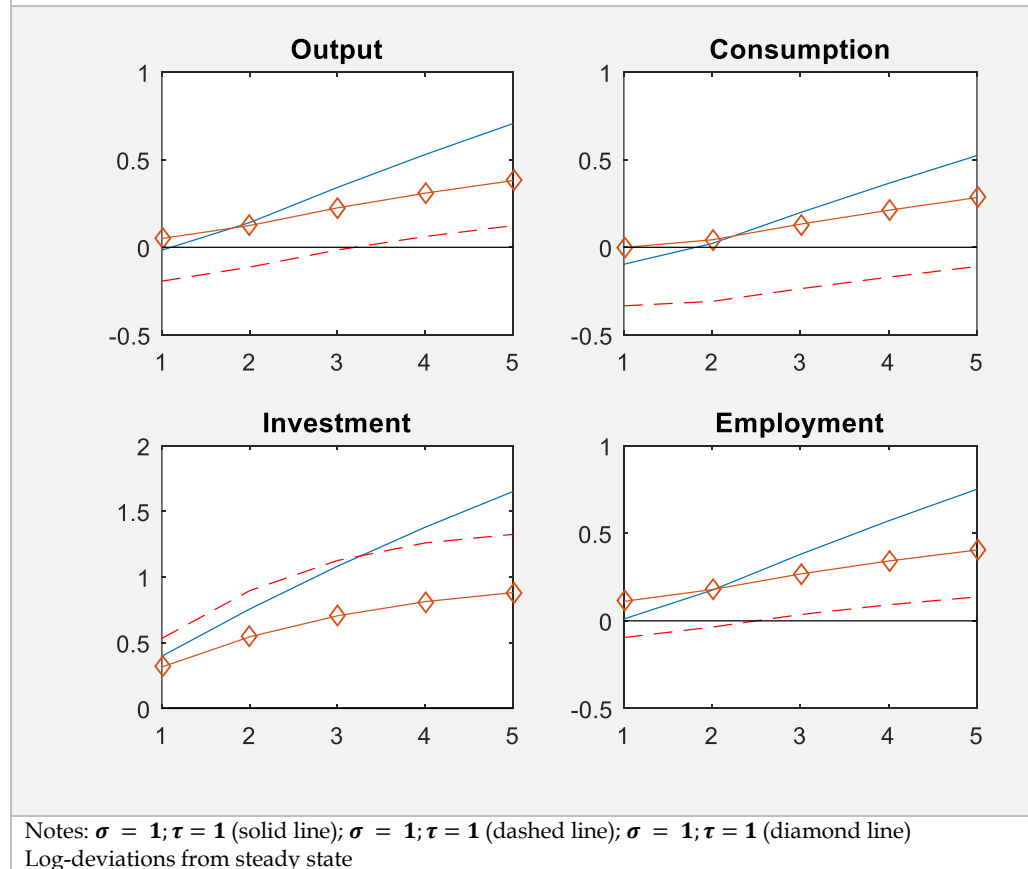 Output
Consumption
1
0.5
0
-0.5
1 2 3 4 5
1
0.5
0
-0.5
1 2 3 4 5
Investment
Employment
2
1.5
1
0.5
0
1 2 3 4 5
1
0.5
0
-0.5
1 2 3 4 5
Notes: σ = 1; τ = 1 (solid line); σ = 1; τ = 1 (dashed line); σ = 1; τ = 1 (diamond line)
Log-deviations from steady state